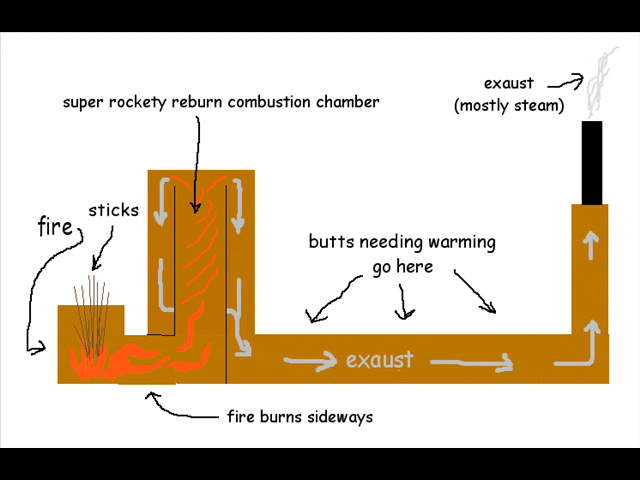 exaust
(mostly steam)
super rockety reburn combustion chamber
sticks
fire
butts needing warming
go here
exaust
fire burns sideways